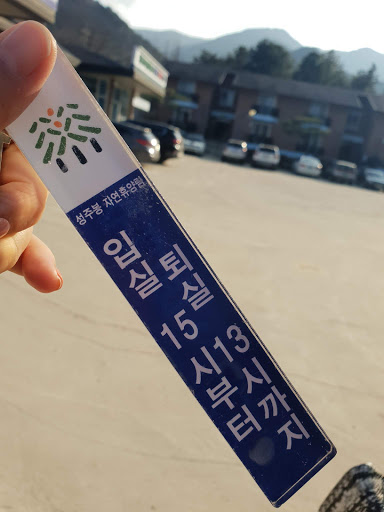 성주봉 자연휴양림
입실 15시부터
퇴실 13시까지